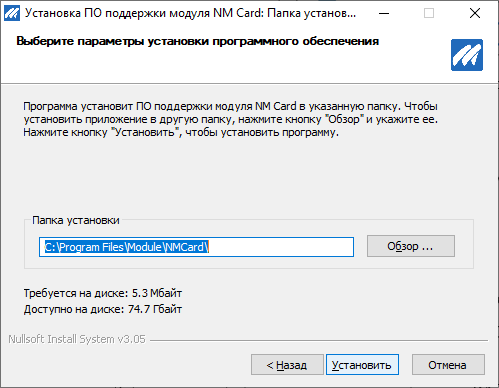 Установка ПО поддержки модуля NM Card: Папка установ...
Выберите параметры установки программного обеспечения
Программа установит ПО поддержки модуля NM Card в указанную папку. Чтобы
установить приложение в другую папку, нажмите кнопку "Обзор" и укажите ее.
Нажмите кнопку "Установить", чтобы установить программу.
Папка установки
C:\Program Files\Module\NMCard\
Обзор ...
Требуется на диске: 5.3 Мбайт
Доступно на диске: 74.7 Гбайт
Nullsoft Install System v3.05
< Назад
Установить
Отмена